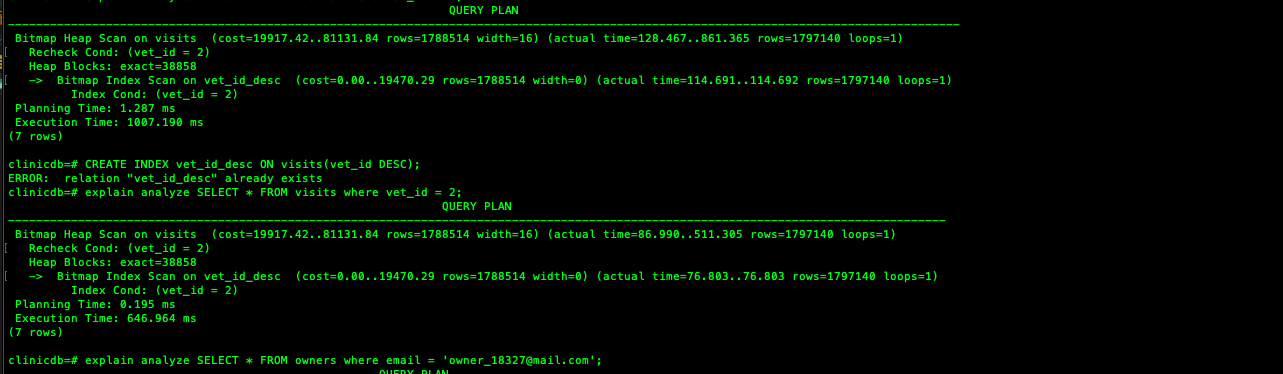 QUERY PLAN
Bitmap Heap Scan on visits  (cost=19917.42..81131.84 rows=1788514 width=16) (actual time=128.467..861.365 rows=1797140 loops=1)
Recheck Cond: (vet_id = 2)
Heap Blocks: exact=38858
->  Bitmap Index Scan on vet_id_desc  (cost=0.00..19470.29 rows=1788514 width=0) (actual time=114.691..114.692 rows=1797140 loops=1)
Index Cond: (vet_id = 2)
Planning Time: 1.287 ms
Execution Time: 1007.190 ms
(7 rows)
clinicdb=# CREATE INDEX vet_id_desc ON visits(vet_id DESC);
ERROR:  relation "vet_id_desc" already exists
clinicdb=# explain analyze SELECT * FROM visits where vet_id = 2;
QUERY PLAN
Bitmap Heap Scan on visits  (cost=19917.42..81131.84 rows=1788514 width=16) (actual time=86.990..511.305 rows=1797140 loops=1)
Recheck Cond: (vet_id = 2)
Heap Blocks: exact=38858
->  Bitmap Index Scan on vet_id_desc  (cost=0.00..19470.29 rows=1788514 width=0) (actual time=76.803..76.803 rows=1797140 loops=1)
Index Cond: (vet_id = 2)
Planning Time: 0.195 ms
Execution Time: 646.964 ms
(7 rows)
clinicdb=# explain analyze SELECT * FROM owners where email = 'owner_18327@mail.com';
QUERY PLAN